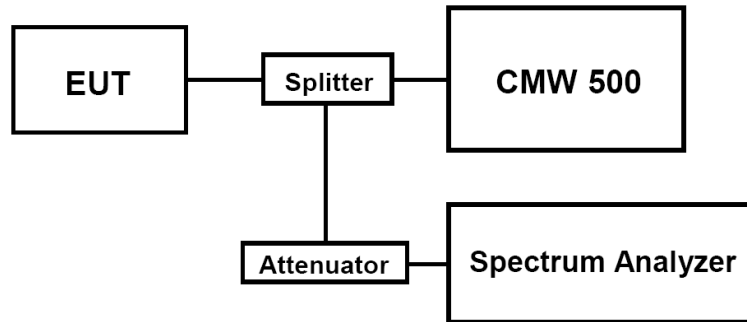 EUT
Splitter
CMW 500
Attenuator
Spectrum Analyzer